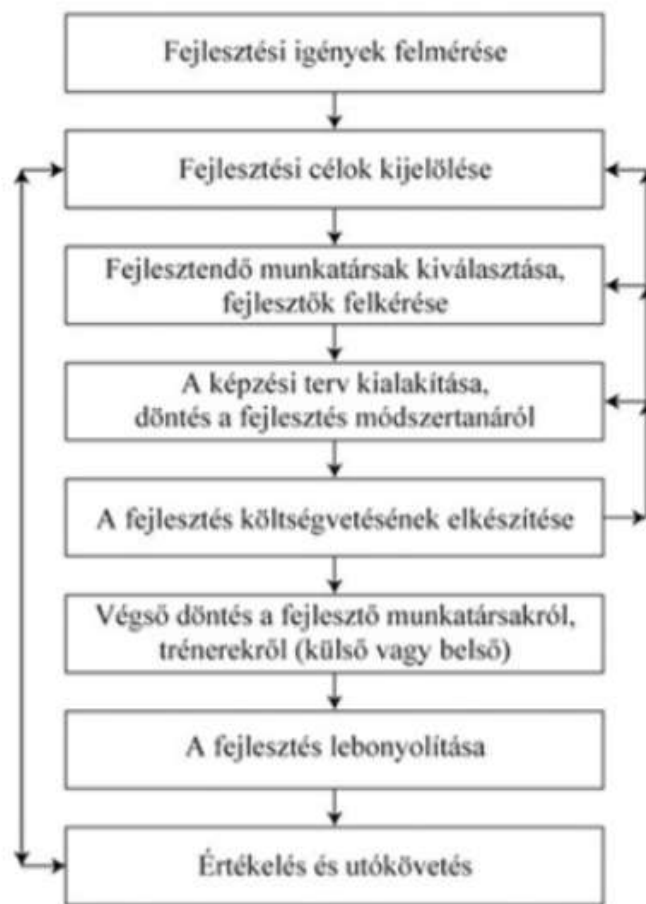 Fejlesztési igények felmérése
Fejlesztési célok kijelölése
Fejlesztendő munkatársak kiválasztása,
fejlesztők felkérése
A képzési terv kialakítása,
döntés a fejlesztés módszertanáról
A fejlesztés költségvetésének elkészítése
Végső döntés a fejlesztő munkatársakról,
trénerekről (külső vagy belső)
A fejlesztés lebonyolítása
Értékelés és utókövetés